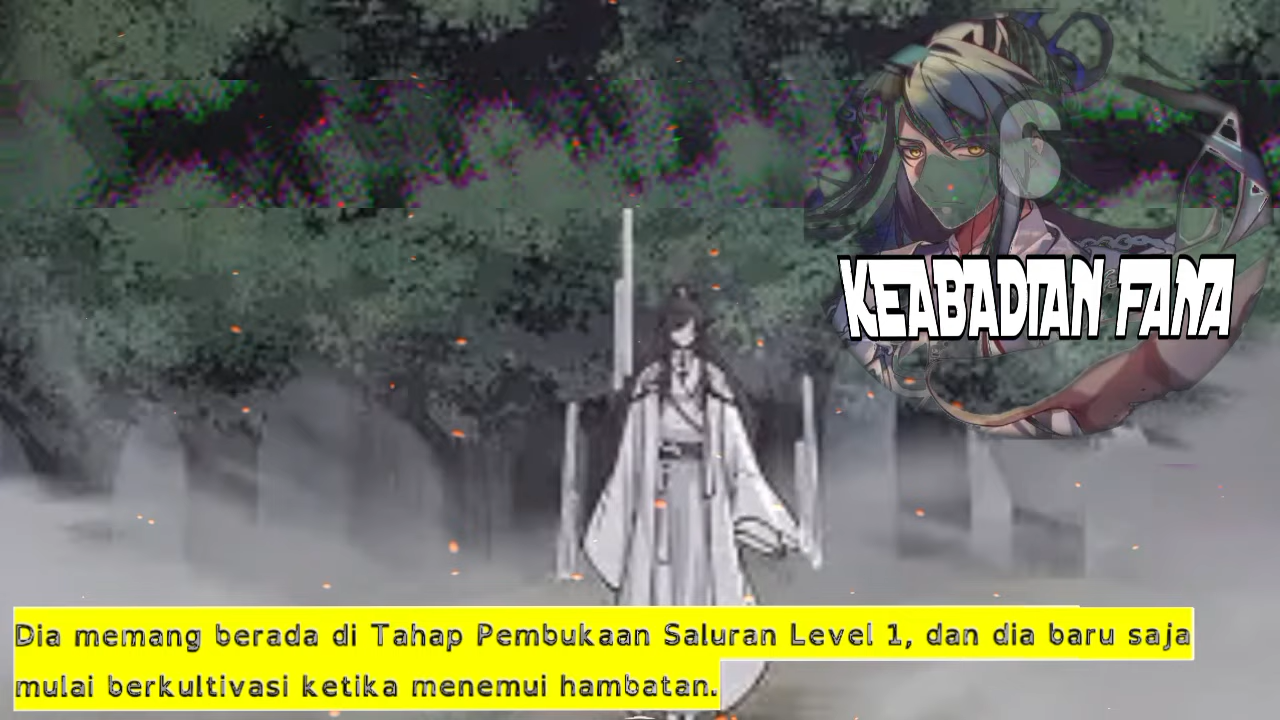 6
KEABADIAN FANA
Dia memang berada di Tahap Pembukaan Saluran Level 1, dan dia baru saja
mulai berkultivasi ketika menemui hambatan.